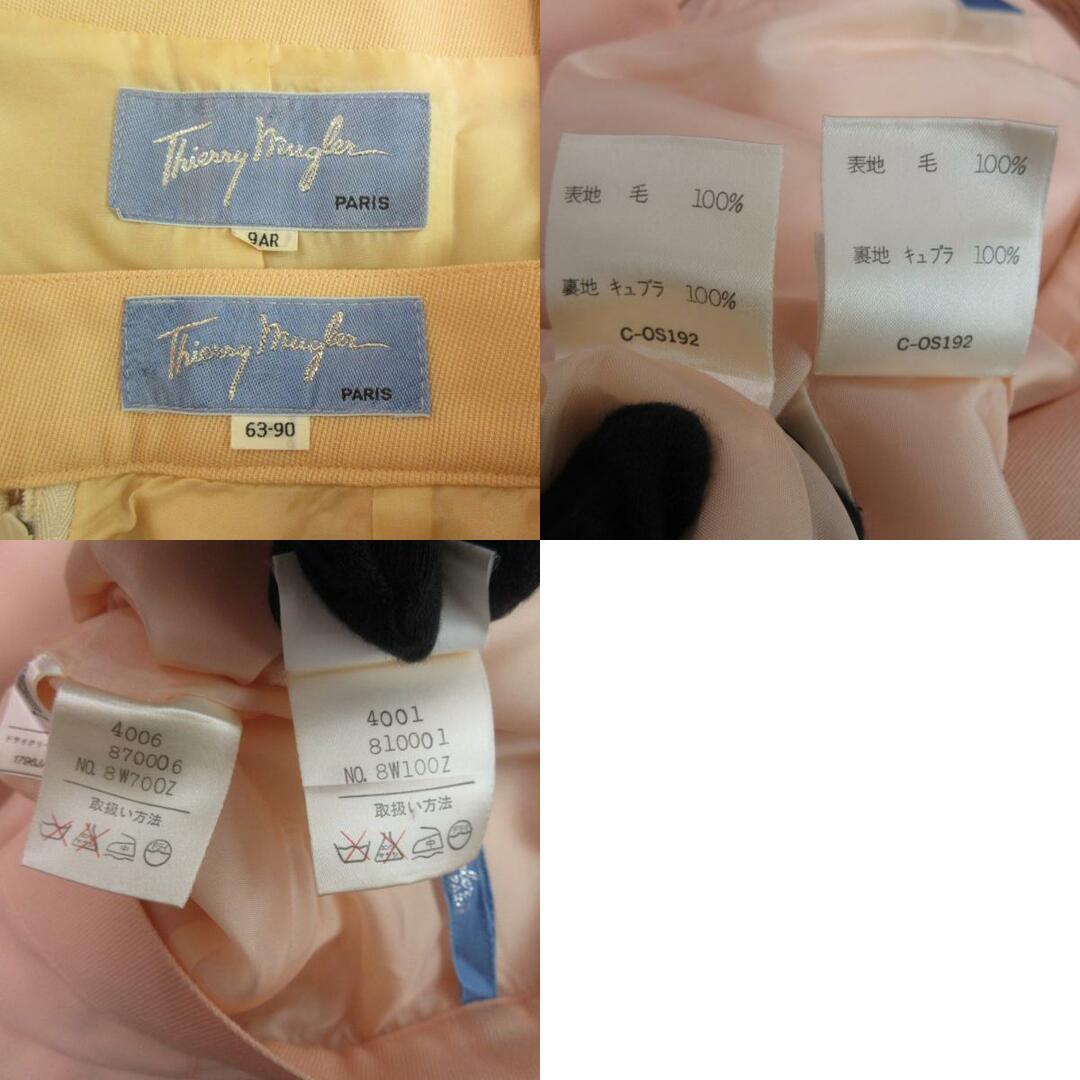 Thierry Mugler
PARIS
9AR
Thierry Mugler
PARIS
63-90
表地 毛 100%
裏地 キュプラ 100%
C-OS192
表地 毛 100%
裏地 キュプラ 100%
C-OS192
4006
870006
NO. 8W700Z
取扱い方法
4001
810001
NO. 8W100Z
取扱い方法
中